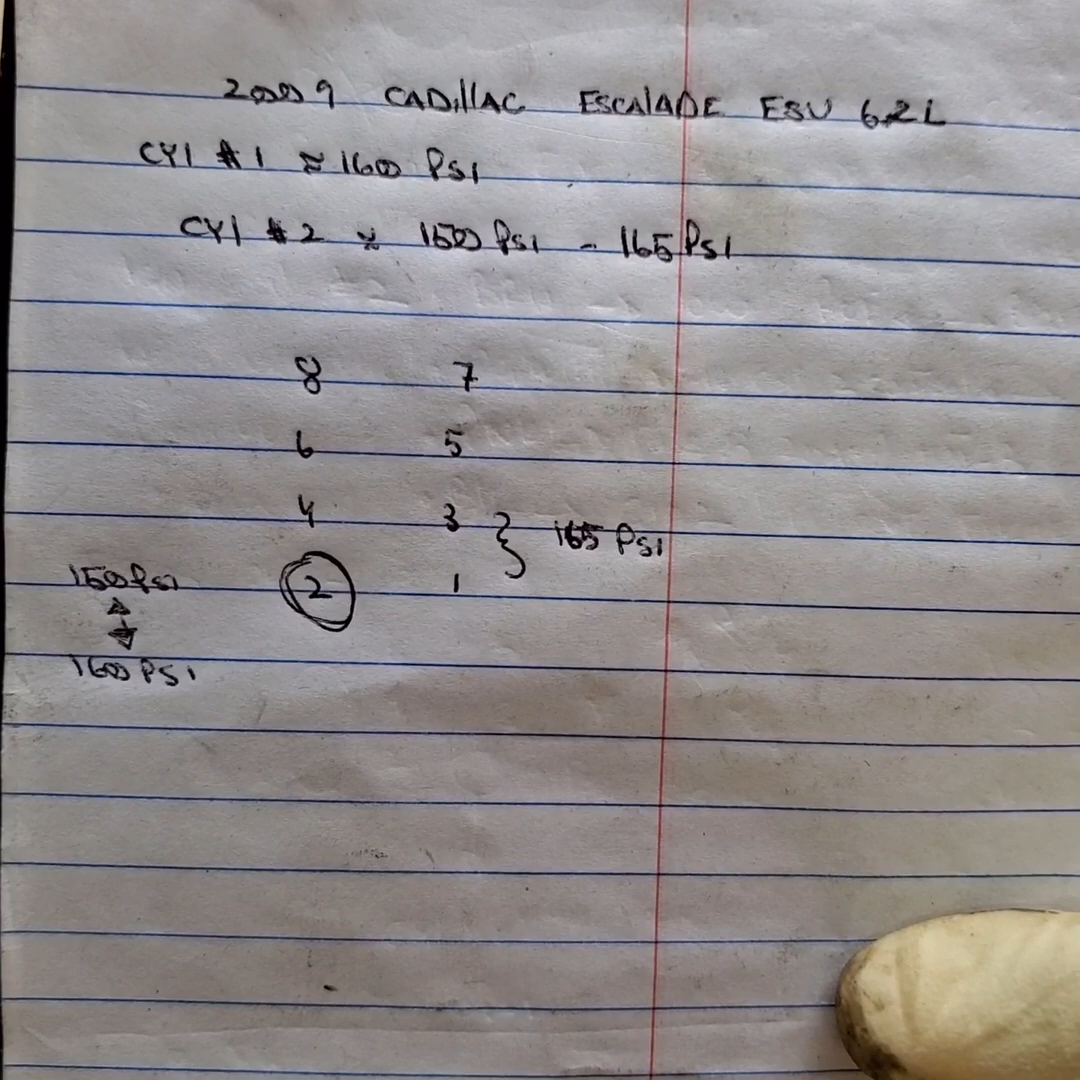 2009 CADillAC ESCAlADE ESV 6.2L
CYl #1 ≈ 160 PSI
CYl #2 ≈ 150 PSI - 165 PSI
8 7
6 5
4 3 } 165 PSI
150 PSI 2 1
160 PSI